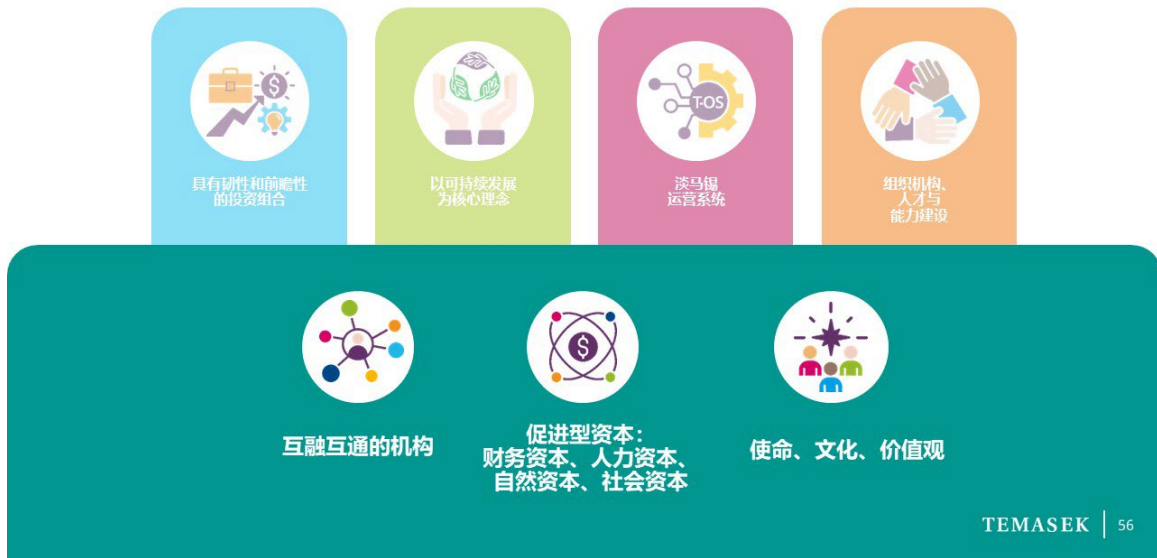 具有韧性和前瞻性
的投资组合
以可持续发展
为核心理念
T-OS
淡马锡
运营系统
组织机构、
人才与
能力建设
$
互融互通的机构
$
促进型资本：
财务资本、人力资本、
自然资本、社会资本
使命、文化、价值观
TEMASEK | 56